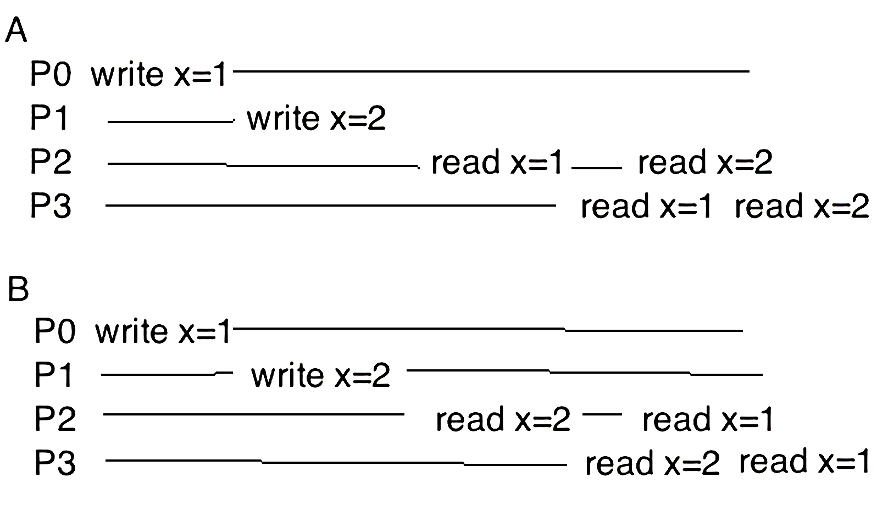 A
P0 write x=1
P1 write x=2
P2 read x=1 read x=2
P3 read x=1 read x=2
B
P0 write x=1
P1 write x=2
P2 read x=2 read x=1
P3 read x=2 read x=1